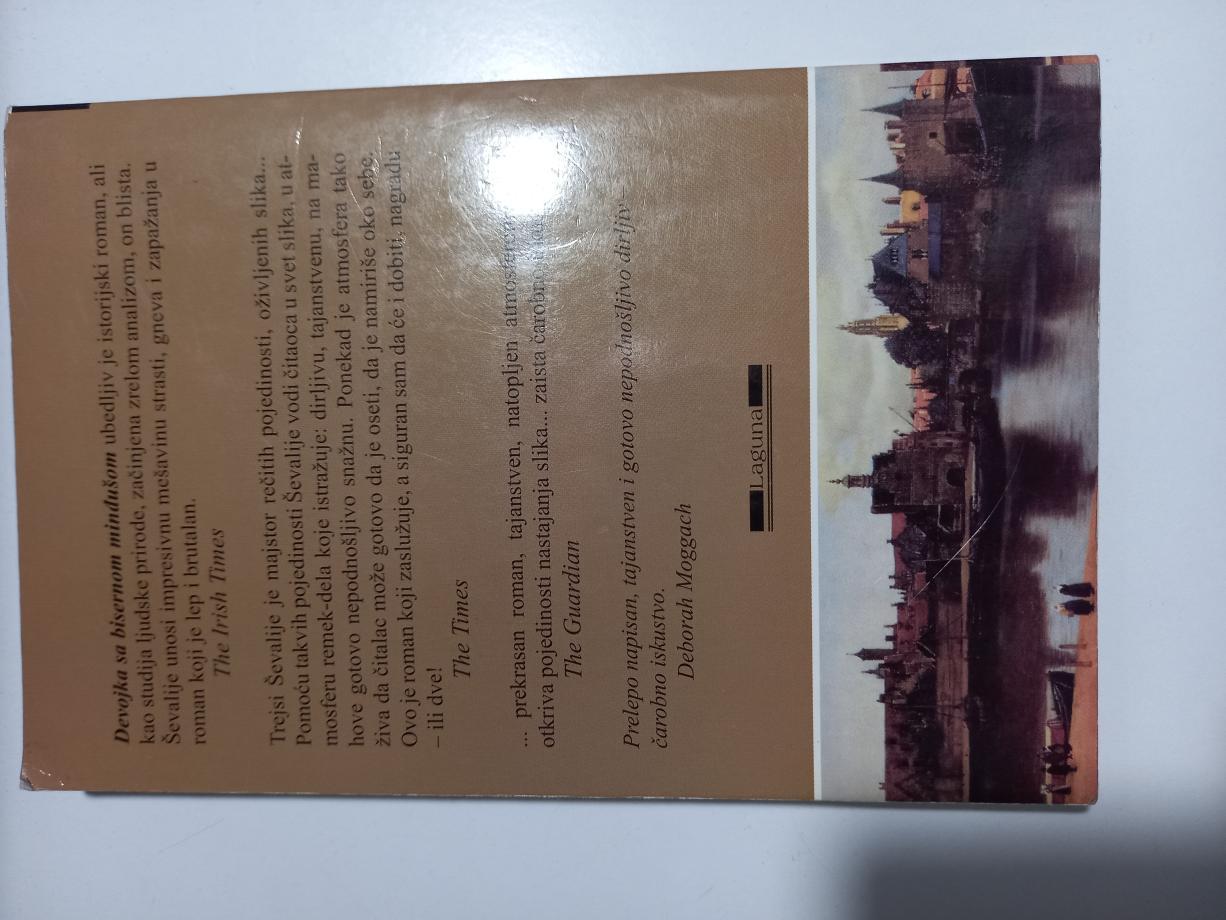 Devojka sa bisernom minđušom ubedljiv je istorijski roman, ali
kao studija ljudske prirode, začinjena zrelom analizom, on blista.
Ševalije unosi impresivnu mešavinu strasti, gneva i zapažanja u
roman koji je lep i brutalan.
The Irish Times
Trejsi Ševalije je majstor rečitih pojedinosti, oživljenih slika...
Pomoću takvih pojedinosti Ševalije vodi čitaoca u svet slika, u at-
mosferu remek-dela koje istražuje: dirljivu, tajanstvenu, na ma-
hove gotovo nepodnošljivo snažnu. Ponekad je atmosfera tako
živa da čitalac može gotovo da je oseti, da je namiriše oko sebe.
Ovo je roman koji zaslužuje, a siguran sam da će i dobiti, nagradu
– ili dve!
The Times
... prekrasan roman, tajanstven, natopljen atmosferom,
otkriva pojedinosti nastajanja slika... zaista čarobno
The Guardian
Prelepo napisan, tajanstven i gotovo nepodnošljivo dirljiv –
čarobno iskustvo.
Deborah Moggach
Laguna